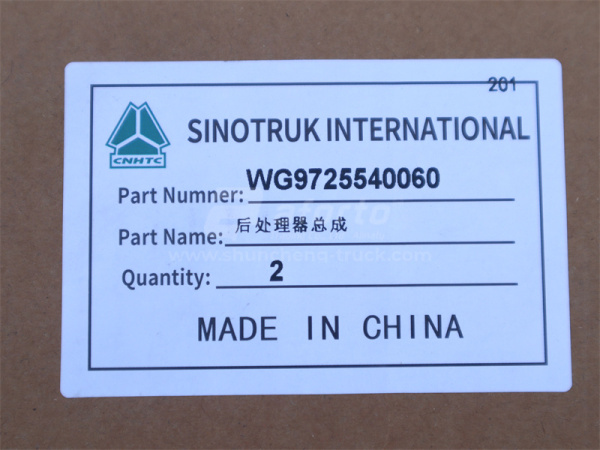 201
SINOTRUK INTERNATIONAL
CNHTC
Part Numner: WG9725540060
Part Name: 后处理器总成
Quantity: 2
MADE IN CHINA